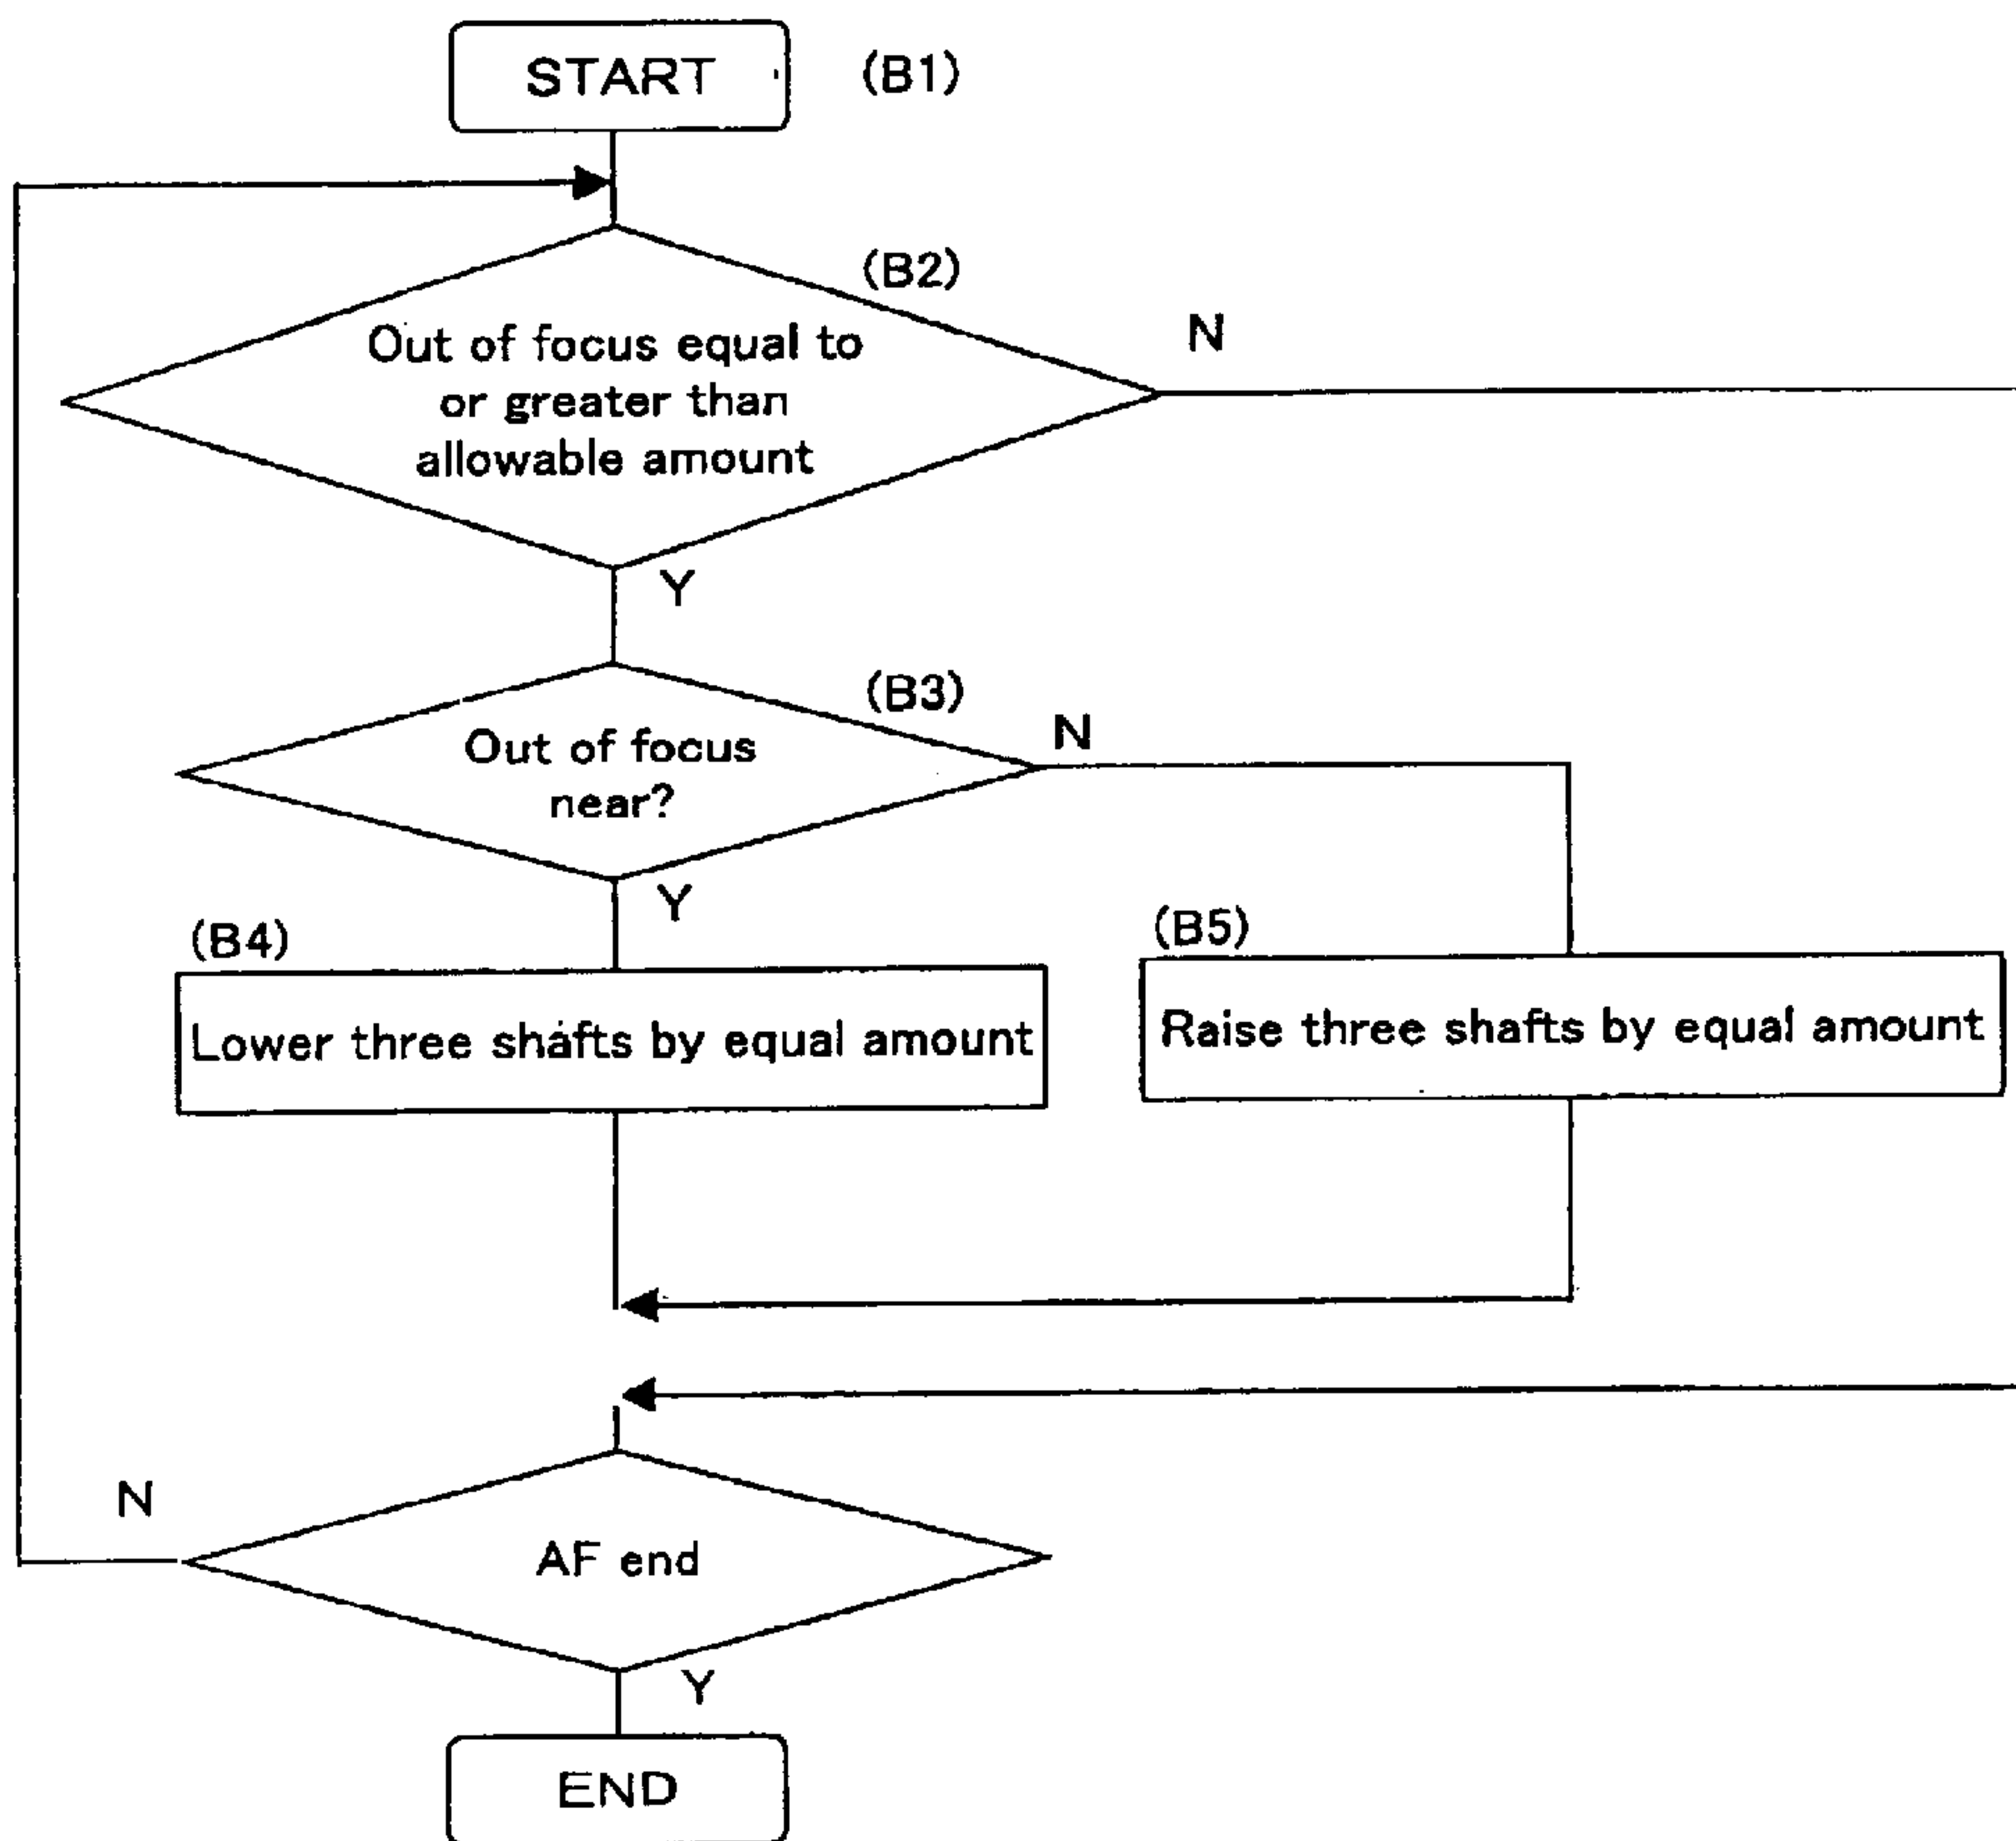 START
(B1)
(B2)
Out of focus equal to
or greater than
allowable amount
N
Y
(B3)
Out of focus
near?
N
Y
(B4)
Lower three shafts by equal amount
(B5)
Raise three shafts by equal amount
N
AF end
Y
END